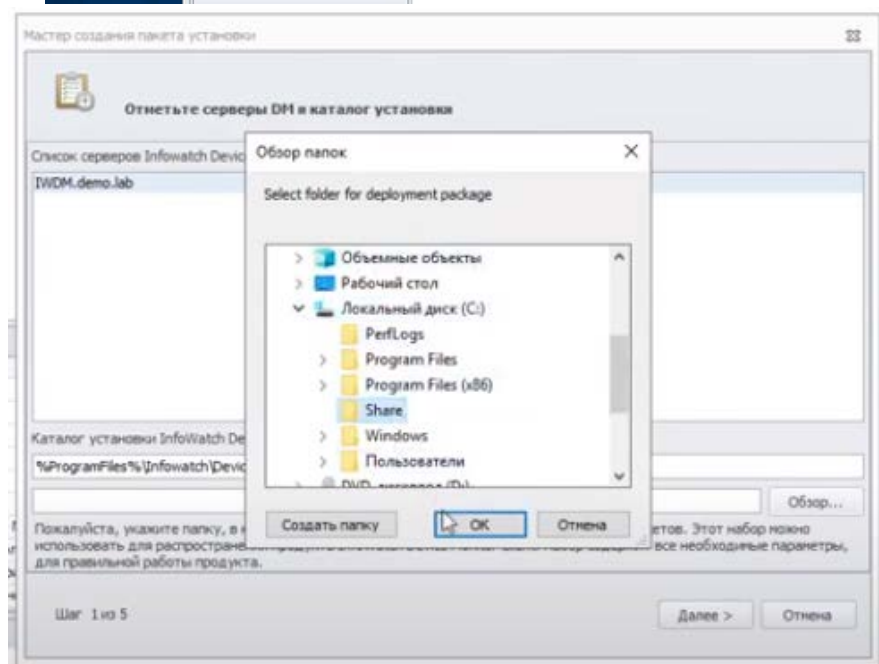 Мастер создания пакета установки
Отметьте серверы DM и каталог установки
Список серверов Infowatch Devic
IWDM.demo.lab
Обзор папок
Select folder for deployment package
Объемные объекты
Рабочий стол
Локальный диск (C:)
PerfLogs
Program Files
Program Files (x86)
Share
Windows
Пользователи
DVD-дисковод (D:)
Создать папку
OK
Отмена
Каталог установки InfoWatch De
%ProgramFiles%\Infowatch\Devic
Обзор...
Пожалуйста, укажите папку, в етов. Этот набор можно
использовать для распростране все необходимые параметры,
для правильной работы продукта.
Шаг 1 из 5
Далее >
Отмена